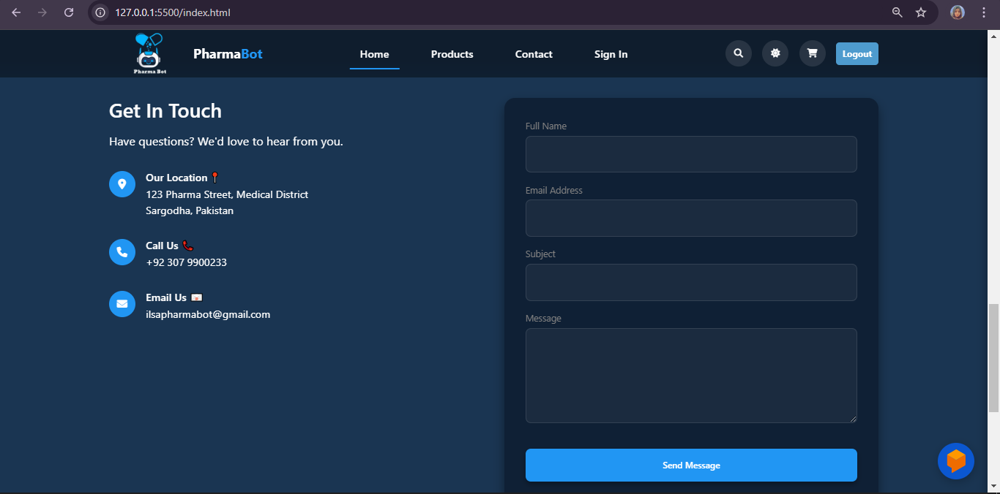 127.0.0.1:5500/index.html
Pharma Bot
PharmaBot
Home
Products
Contact
Sign In
Logout
Get In Touch
Have questions? We'd love to hear from you.
Our Location 📍
123 Pharma Street, Medical District
Sargodha, Pakistan
Call Us 📞
+92 307 9900233
Email Us 📧
ilsapharmabot@gmail.com
Full Name
Email Address
Subject
Message
Send Message